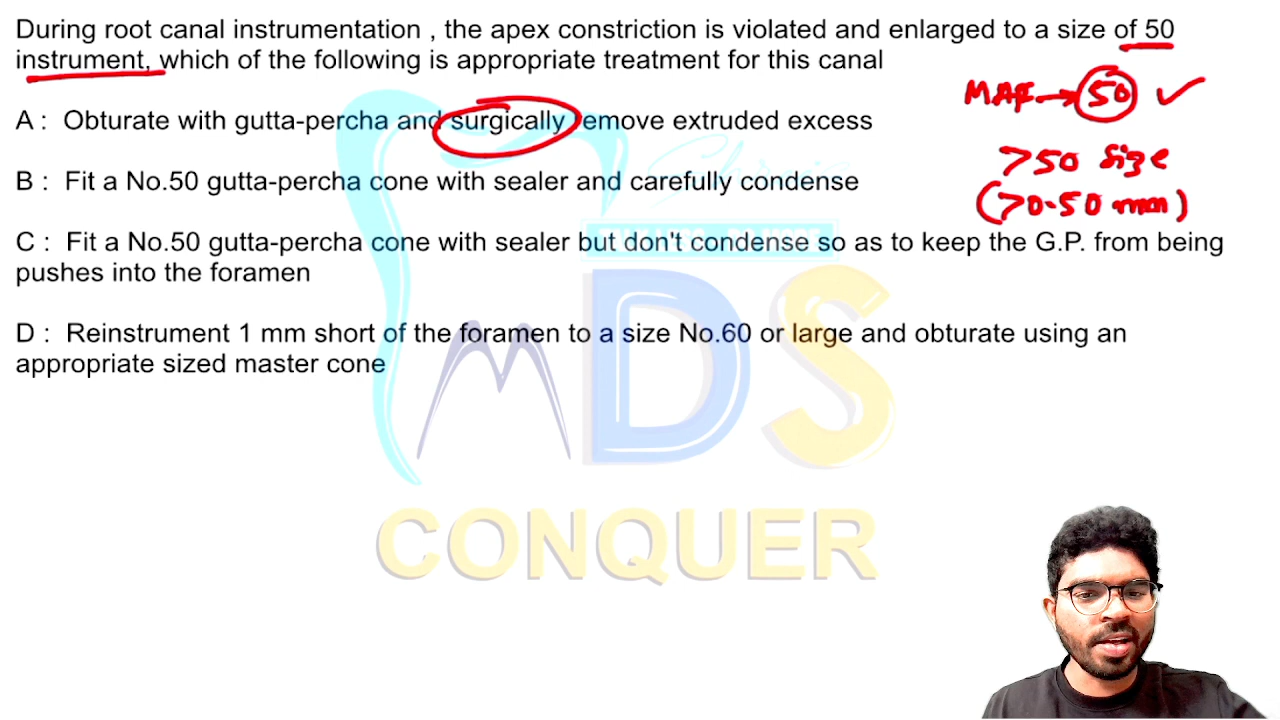 During root canal instrumentation , the apex constriction is violated and enlarged to a size of 50
instrument, which of the following is appropriate treatment for this canal
MAF → 50 ✓
A : Obturate with gutta-percha and surgically emove extruded excess
>50 Size
B : Fit a No.50 gutta-percha cone with sealer and carefully condense
(>0.50 mm)
C : Fit a No.50 gutta-percha cone with sealer but don't condense so as to keep the G.P. from being
pushes into the foramen
D : Reinstrument 1 mm short of the foramen to a size No.60 or large and obturate using an
appropriate sized master cone
MDS
CONQUER